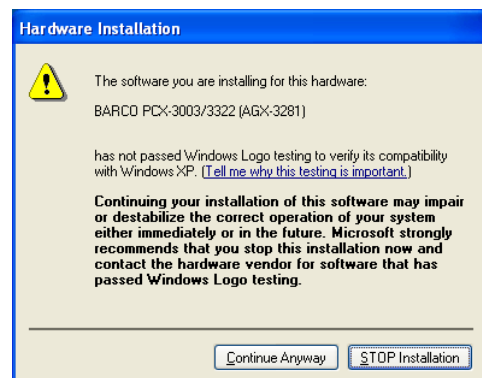 Hardware Installation
The software you are installing for this hardware:
BARCO PCX-3003/3322 (AGX-3281)
has not passed Windows Logo testing to verify its compatibility
with Windows XP. (Tell me why this testing is important.)
Continuing your installation of this software may impair
or destabilize the correct operation of your system
either immediately or in the future. Microsoft strongly
recommends that you stop this installation now and
contact the hardware vendor for software that has
passed Windows Logo testing.
Continue Anyway STOP Installation